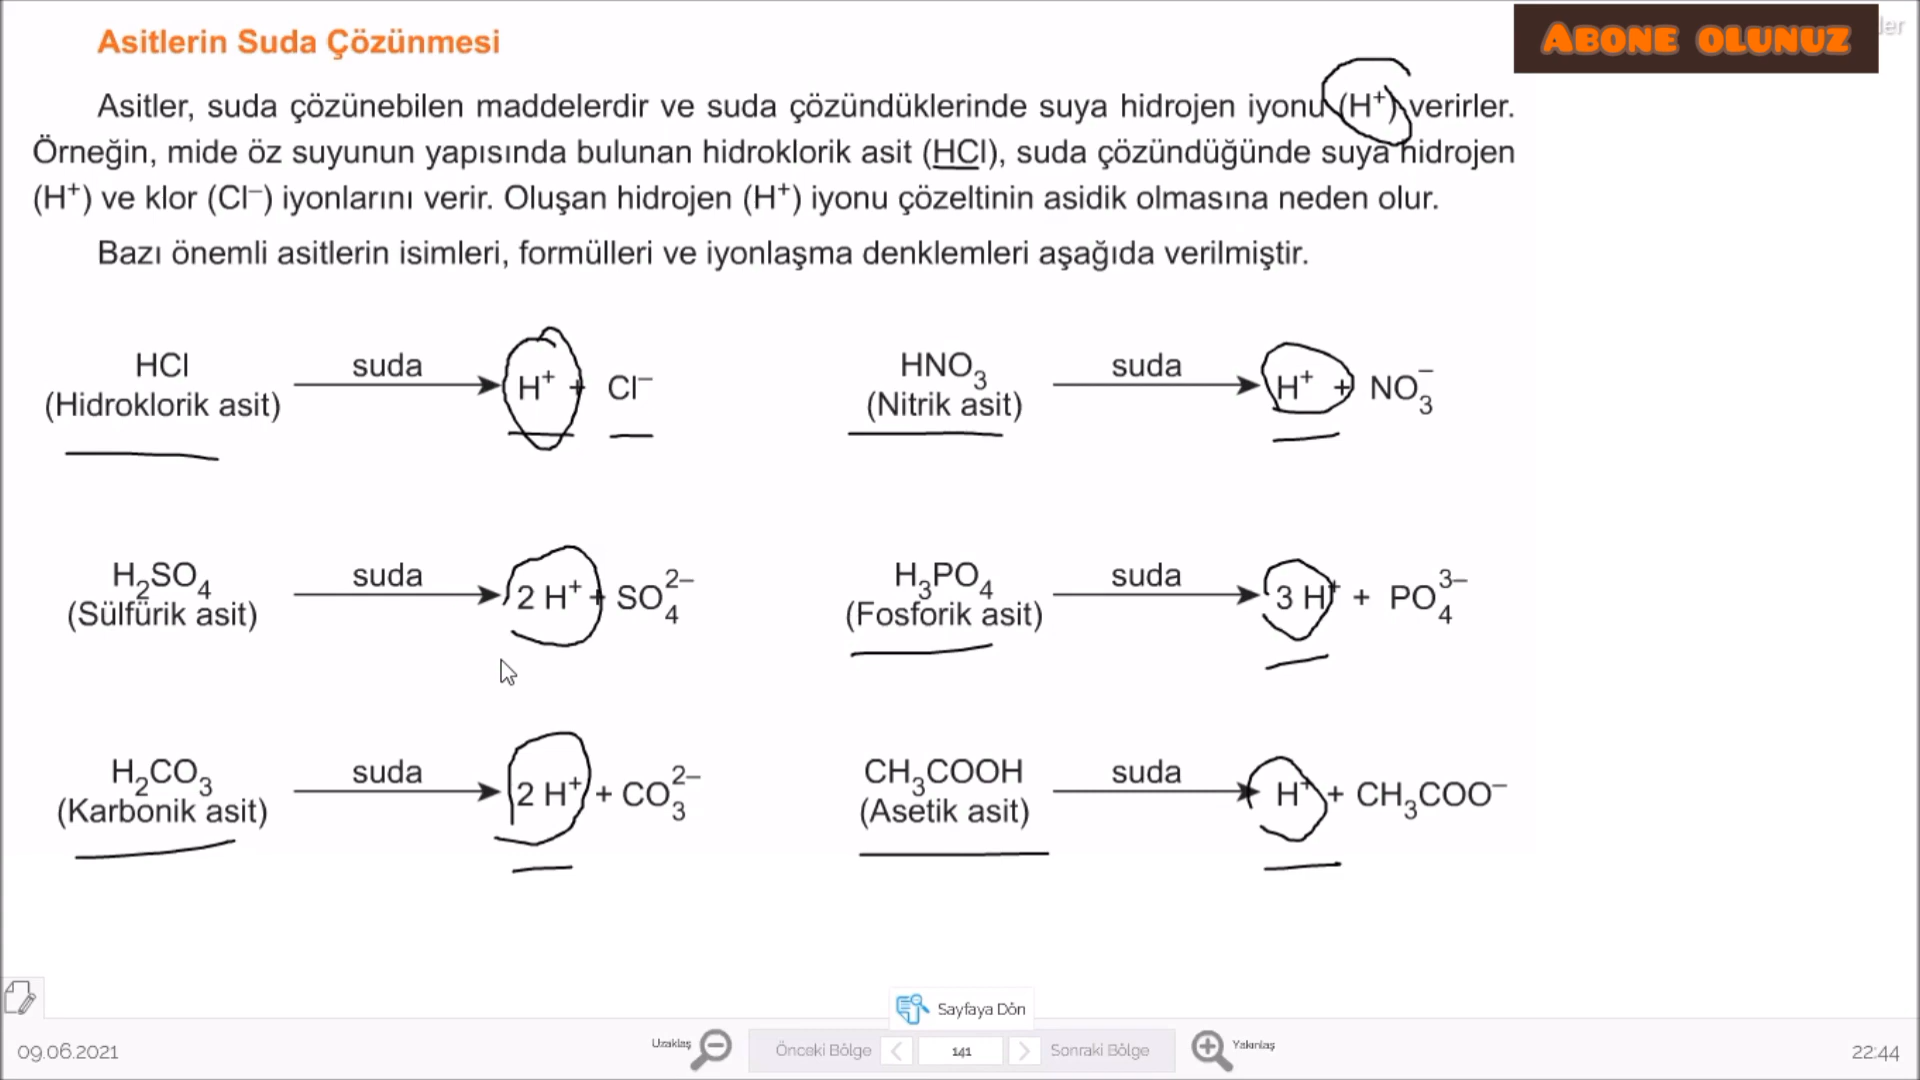 Asitlerin Suda Çözünmesi
ABONE OLUNUZ
Asitler, suda çözünebilen maddelerdir ve suda çözündüklerinde suya hidrojen iyonu (H⁺) verirler.
Örneğin, mide öz suyunun yapısında bulunan hidroklorik asit (HCl), suda çözündüğünde suya hidrojen
(H⁺) ve klor (Cl⁻) iyonlarını verir. Oluşan hidrojen (H⁺) iyonu çözeltinin asidik olmasına neden olur.
Bazı önemli asitlerin isimleri, formülleri ve iyonlaşma denklemleri aşağıda verilmiştir.
HCl suda → H⁺ + Cl⁻
(Hidroklorik asit)
HNO₃ suda → H⁺ + NO₃⁻
(Nitrik asit)
H₂SO₄ suda → 2 H⁺ + SO₄²⁻
(Sülfürik asit)
H₃PO₄ suda → 3 H⁺ + PO₄³⁻
(Fosforik asit)
H₂CO₃ suda → 2 H⁺ + CO₃²⁻
(Karbonik asit)
CH₃COOH suda → H⁺ + CH₃COO⁻
(Asetik asit)
Sayfaya Dön
09.06.2021
Uzaklaş
Önceki Bölge
141
Sonraki Bölge
Yakınlaş
22:44